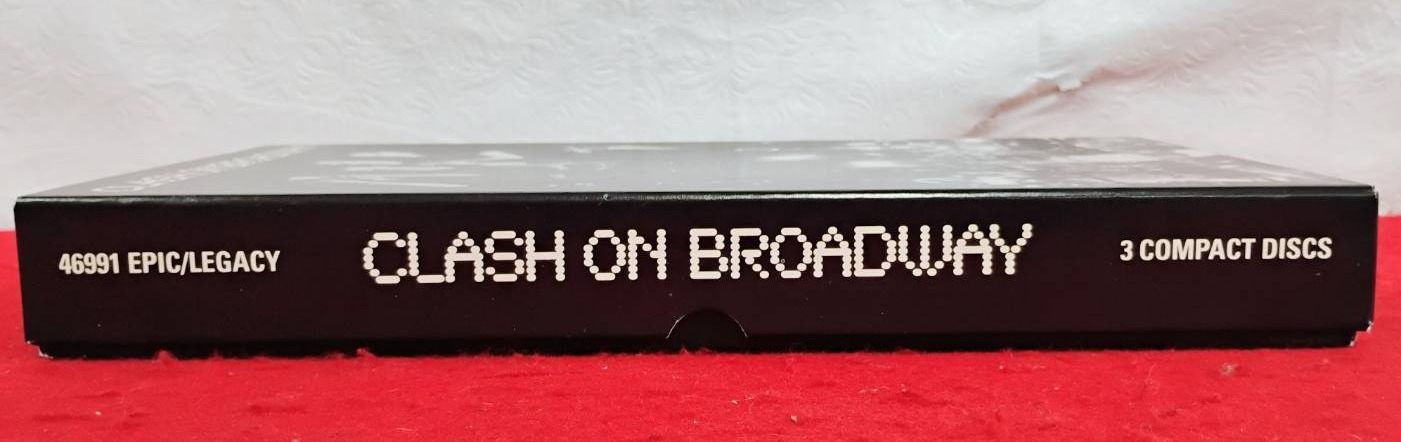 46991 EPIC/LEGACY
CLASH ON BROADWAY
3 COMPACT DISCS